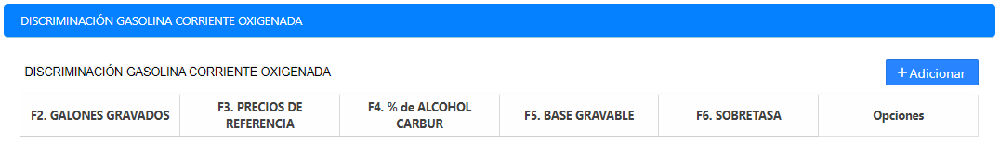 DISCRIMINACIÓN GASOLINA CORRIENTE OXIGENADA
DISCRIMINACIÓN GASOLINA CORRIENTE OXIGENADA
+ Adicionar
F2. GALONES GRAVADOS
F3. PRECIOS DE
REFERENCIA
F4. % de ALCOHOL
CARBUR
F5. BASE GRAVABLE
F6. SOBRETASA
Opciones